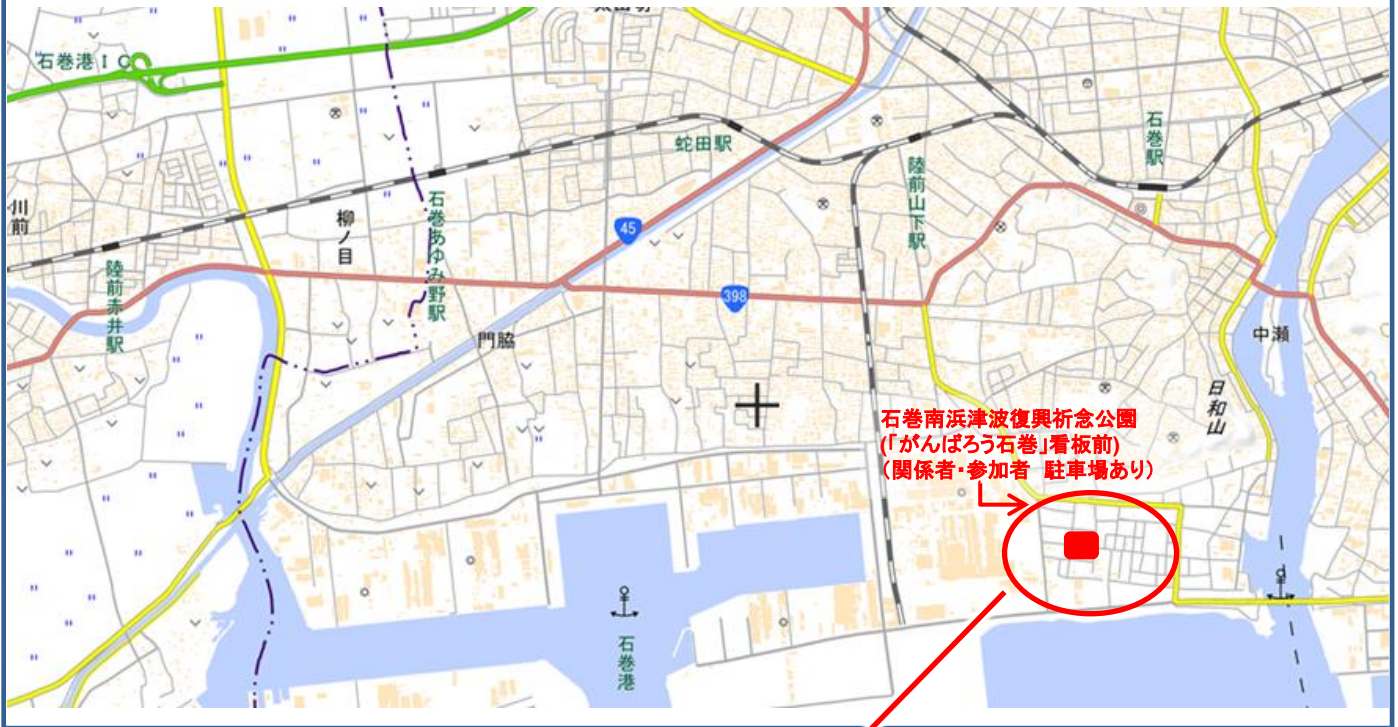 石巻港IC
川前
陸前赤井駅
柳ノ目
石巻あゆみ野駅
蛇田駅
45
398
門脇
陸前山下駅
石巻駅
中瀬
日和山
石巻南浜津波復興祈念公園
(「がんばろう石巻」看板前)
(関係者・参加者 駐車場あり)
石巻港